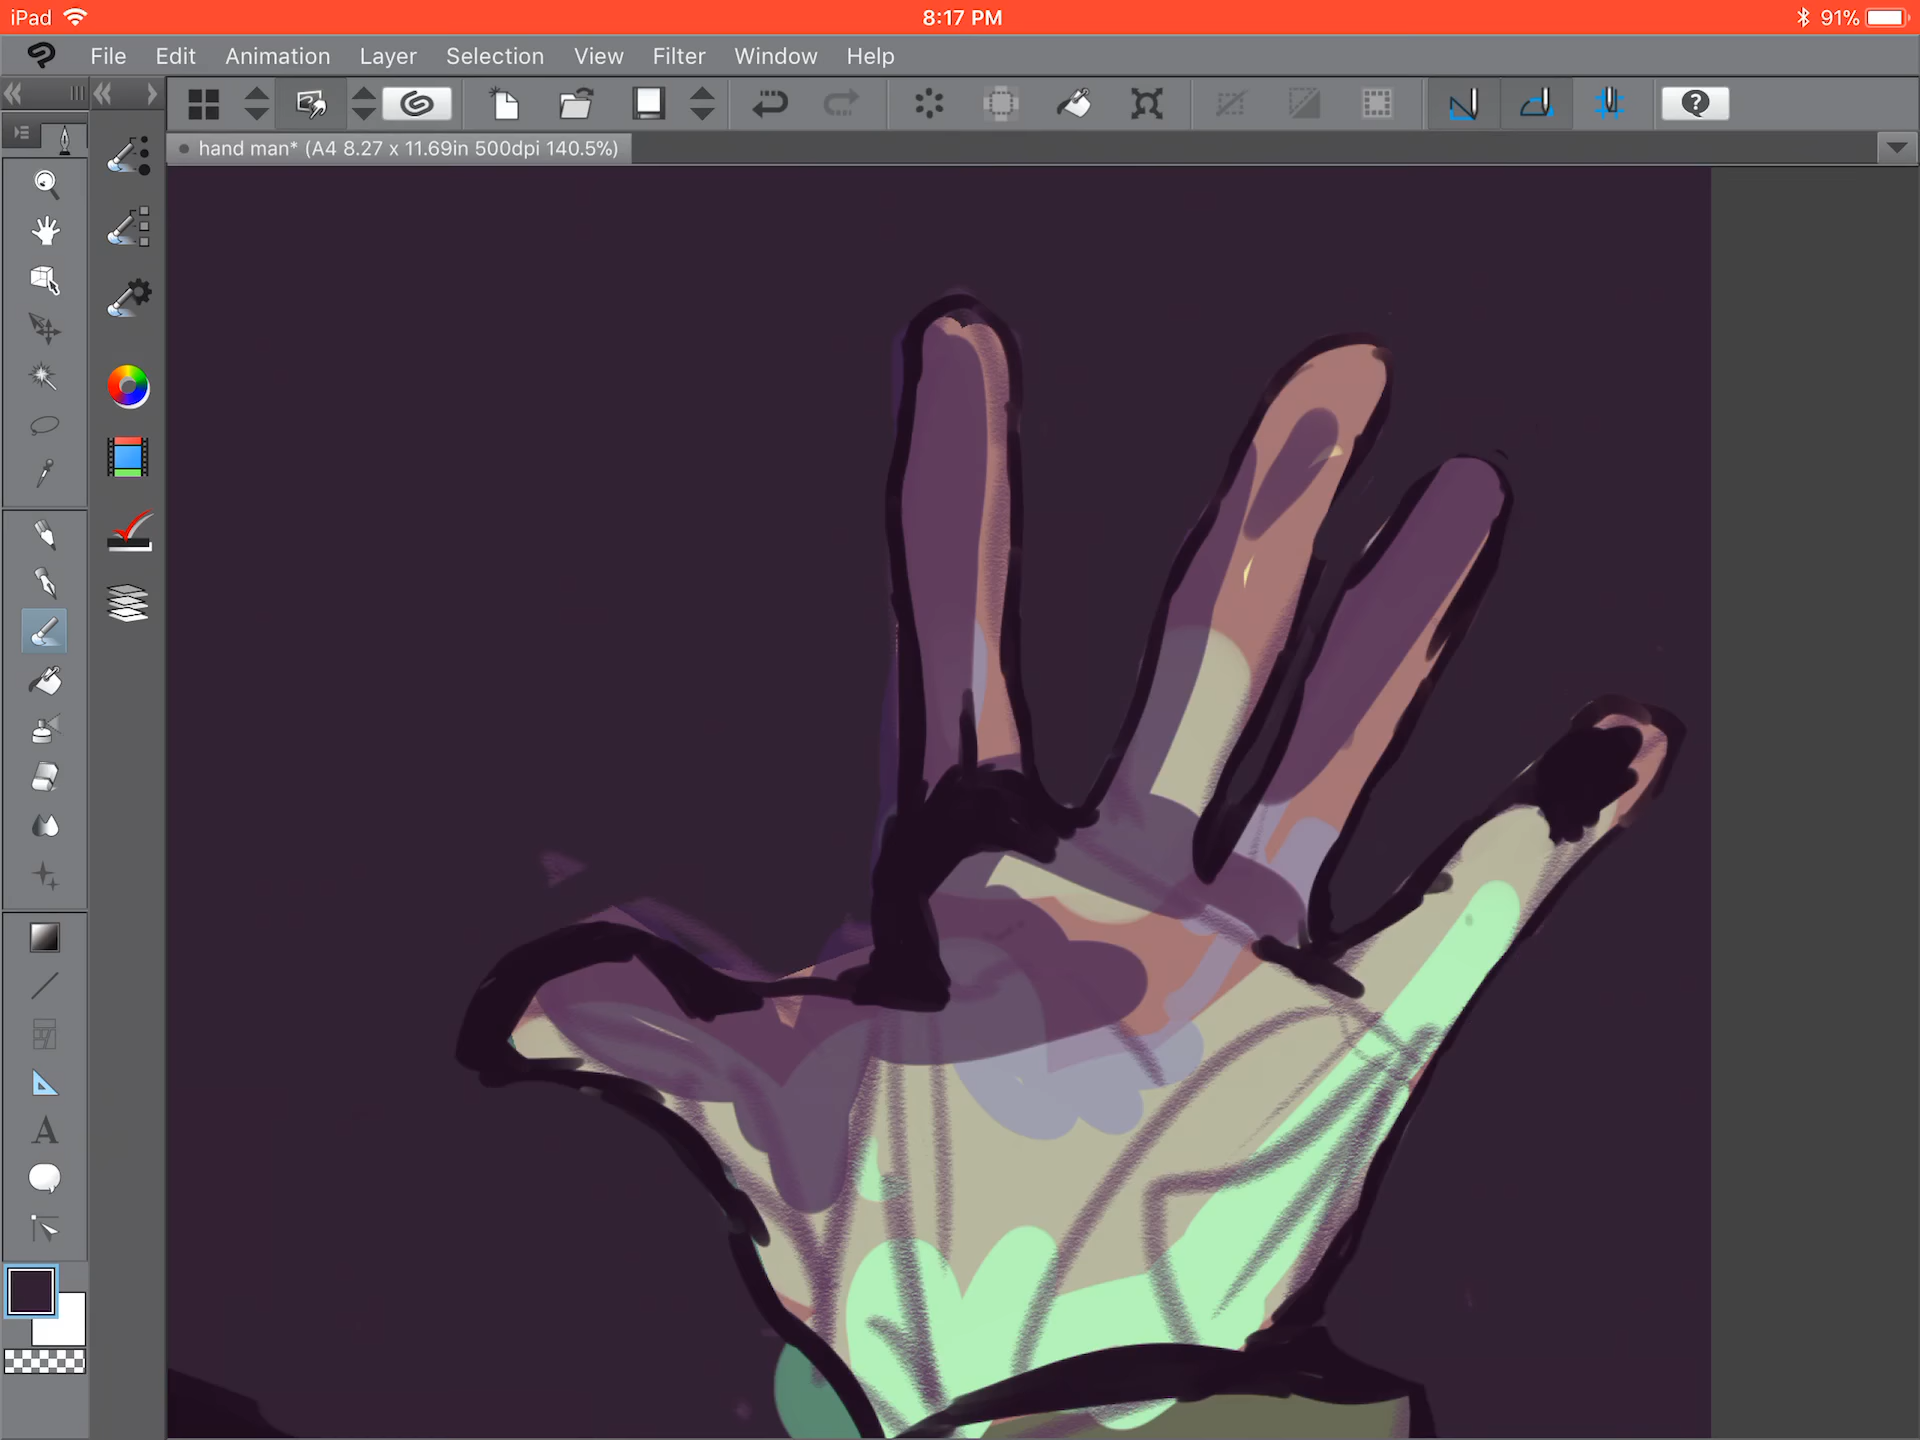 iPad 8:17 PM 91%
File Edit Animation Layer Selection View Filter Window Help
hand man* (A4 8.27 x 11.69in 500dpi 140.5%)
A